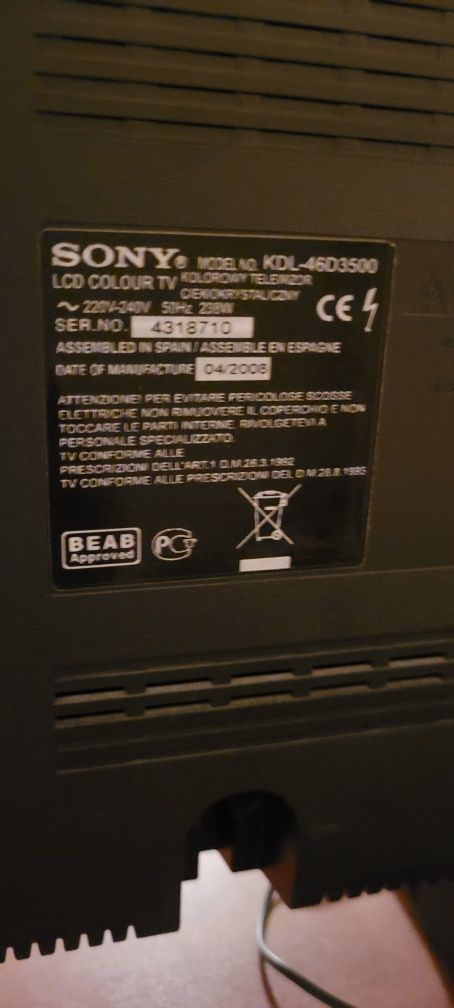 SONY® MODEL NO. KDL-46D3500
LCD COLOUR TV KOLOROWY TELEWIZOR
CIEKŁOKRYSTALICZNY
~ 220V-240V 50Hz 233W
SER.NO. 4318710
ASSEMBLED IN SPAIN / ASSEMBLE EN ESPAGNE
DATE OF MANUFACTURE 04/2008
ATTENZIONE! PER EVITARE PERICOLOSE SCOSSE
ELETTRICHE NON RIMUOVERE IL COPERCHIO E NON
TOCCARE LE PARTI INTERNE. RIVOLGETEVI A
PERSONALE SPECIALIZZATO.
TV CONFORME ALLE
PRESCRIZIONI DELL'ART.1 D.M.26.3.1992
TV CONFORME ALLE PRESCRIZIONI DEL D.M.28.8.1995
CE
BEAB
Approved